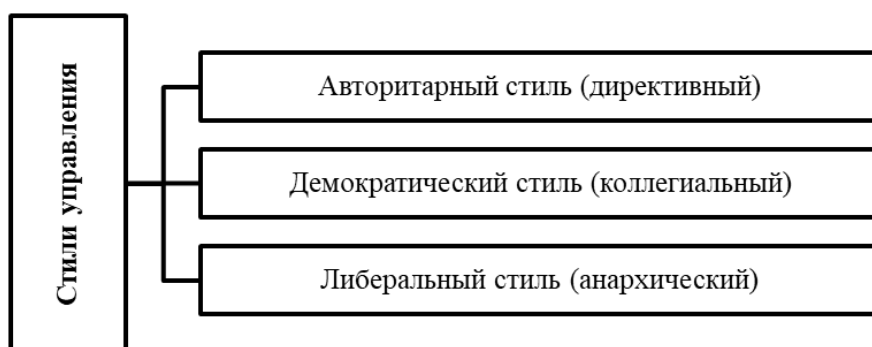 Стили управления
Авторитарный стиль (директивный)
Демократический стиль (коллегиальный)
Либеральный стиль (анархический)